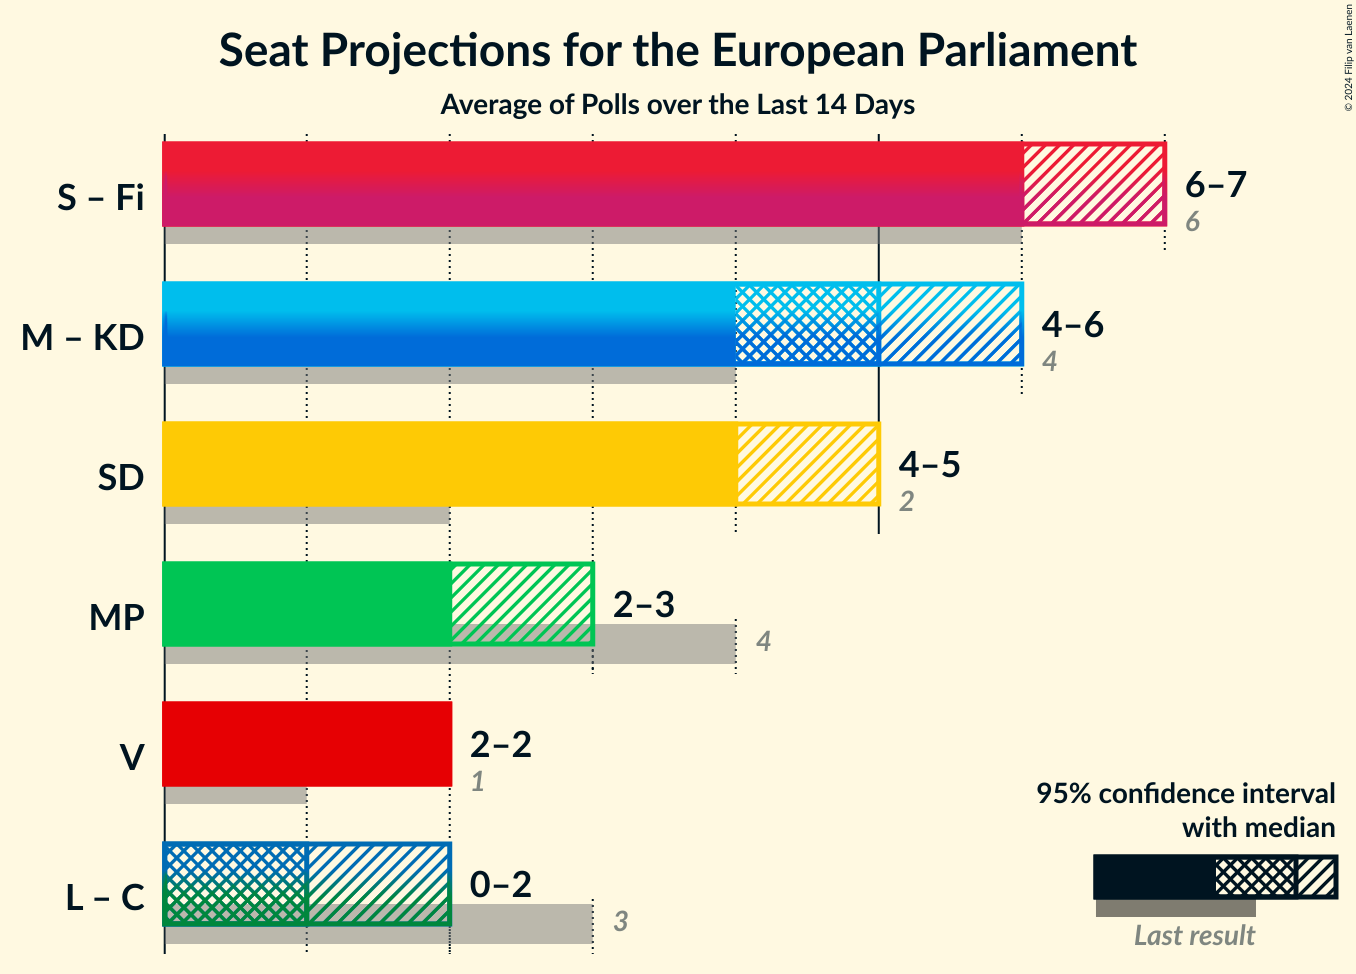 Seat Projections for the European Parliament
Average of Polls over the Last 14 Days
© 2024 Filip van Laenen
S – Fi
6–7
6
M – KD
4–6
4
SD
4–5
2
MP
2–3
4
V
2–2
1
L – C
0–2
3
95% confidence interval
with median
Last result